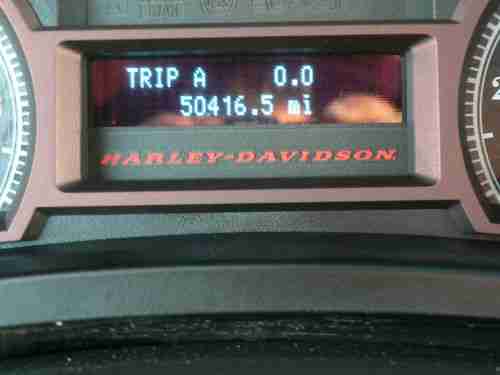 TRIP A 0.0
50416.5 mi
HARLEY-DAVIDSON